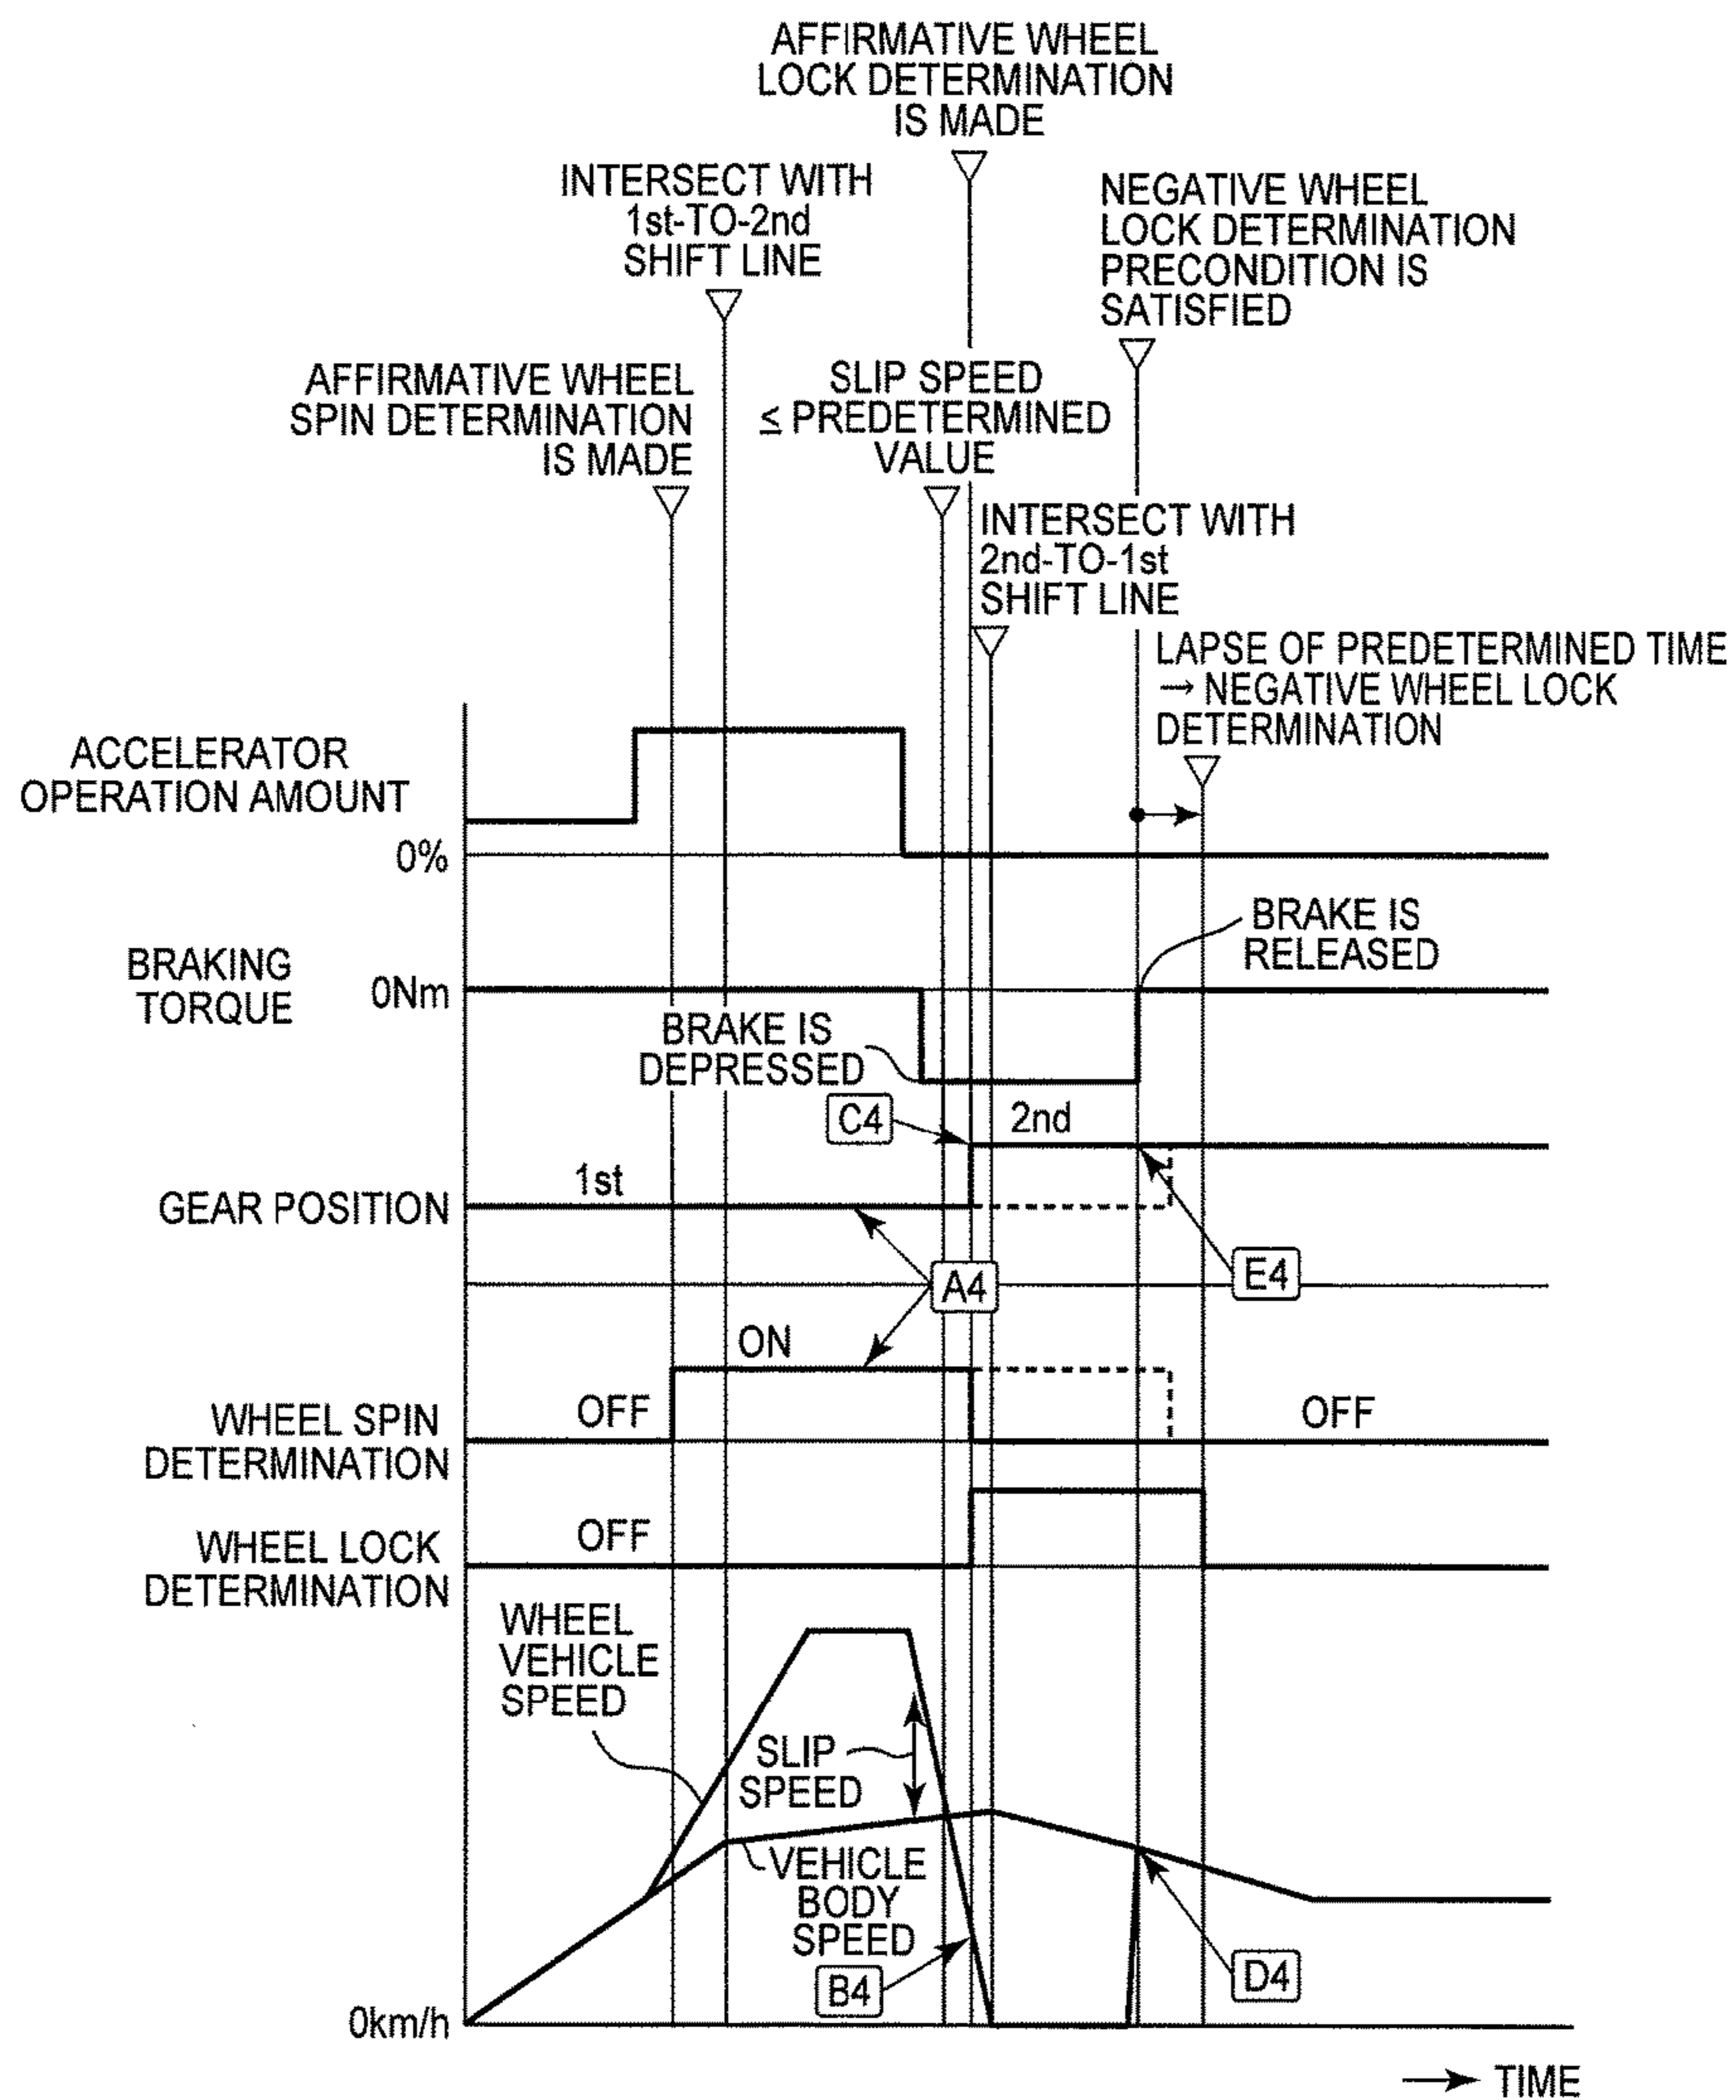 AFFIRMATIVE WHEEL
LOCK DETERMINATION
IS MADE
INTERSECT WITH
1st-TO-2nd
SHIFT LINE
NEGATIVE WHEEL
LOCK DETERMINATION
PRECONDITION IS
SATISFIED
AFFIRMATIVE WHEEL
SPIN DETERMINATION
IS MADE
SLIP SPEED
≤ PREDETERMINED
VALUE
INTERSECT WITH
2nd-TO-1st
SHIFT LINE
LAPSE OF PREDETERMINED TIME
→ NEGATIVE WHEEL LOCK
DETERMINATION
ACCELERATOR
OPERATION AMOUNT
0%
BRAKE IS
RELEASED
BRAKING
TORQUE
0Nm
BRAKE IS
DEPRESSED
C4
2nd
1st
GEAR POSITION
A4
E4
ON
OFF
OFF
WHEEL SPIN
DETERMINATION
OFF
WHEEL LOCK
DETERMINATION
WHEEL
VEHICLE
SPEED
SLIP
SPEED
VEHICLE
BODY
SPEED
B4
D4
0km/h
→ TIME